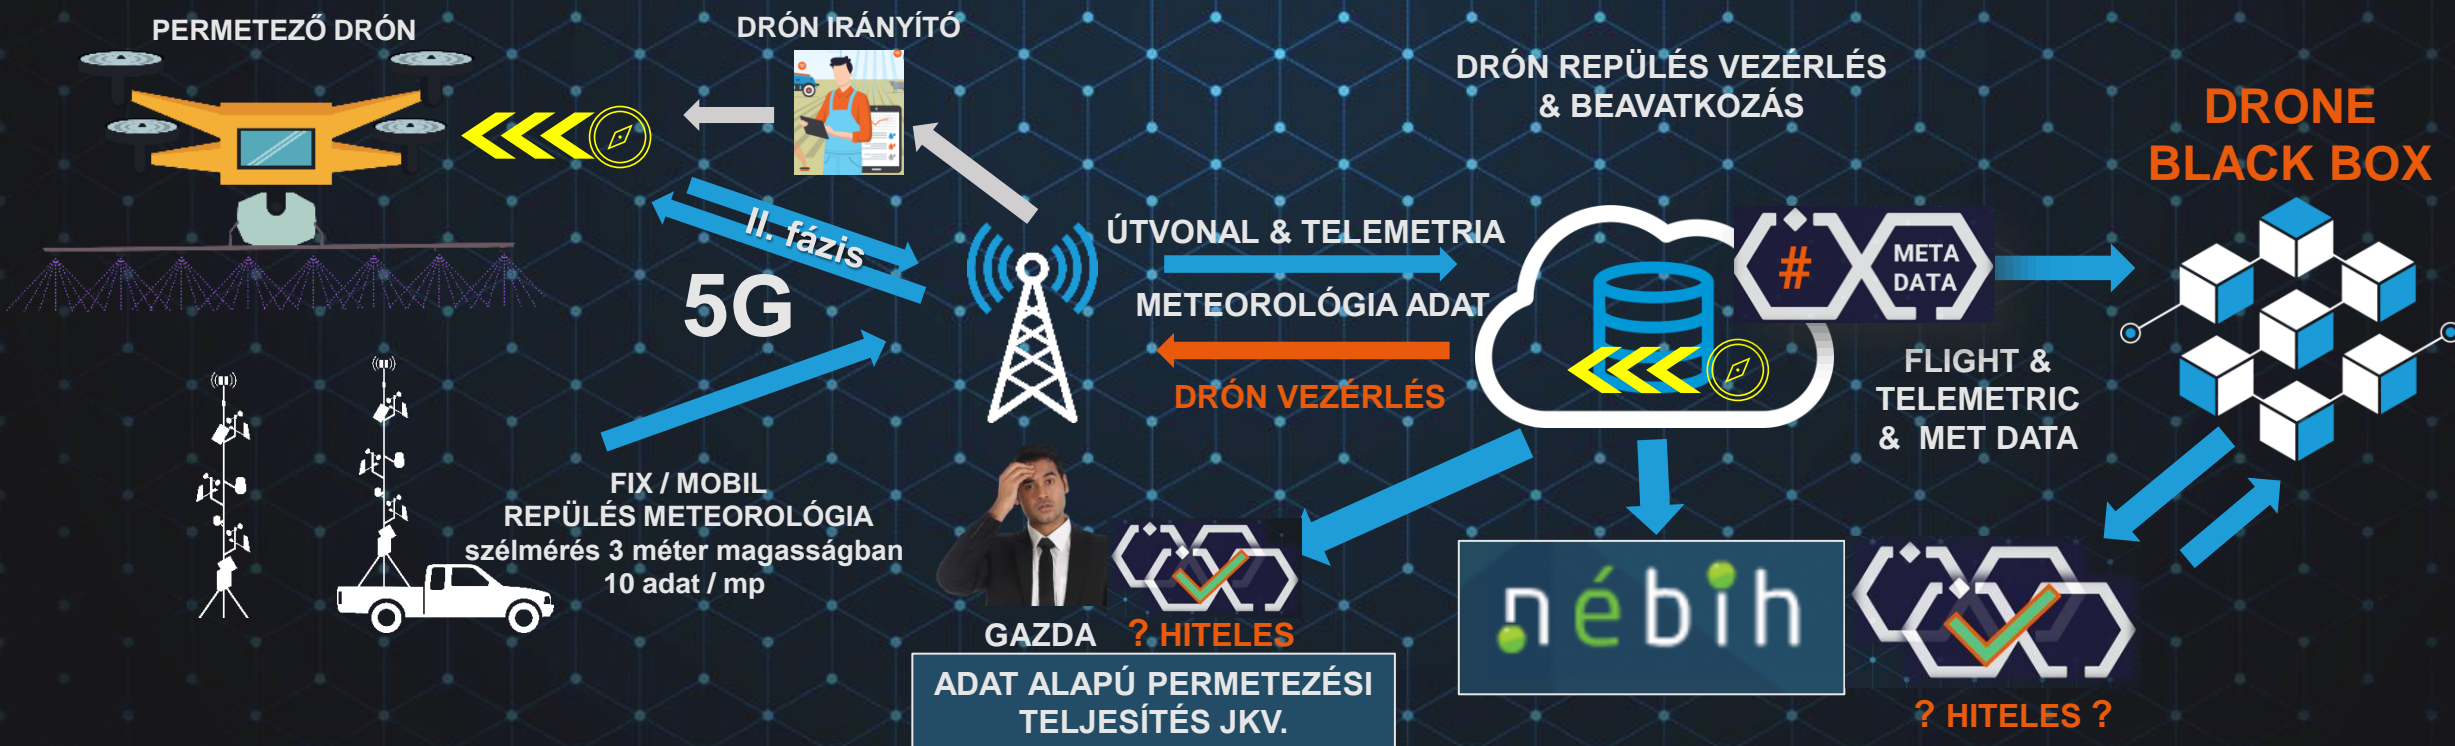 PERMETEZŐ DRÓN
DRÓN IRÁNYÍTÓ
DRÓN REPÜLÉS VEZÉRLÉS
& BEAVATKOZÁS
DRONE
BLACK BOX
II. fázis
5G
ÚTVONAL & TELEMETRIA
METEOROLÓGIA ADAT
DRÓN VEZÉRLÉS
#
META
DATA
FLIGHT &
TELEMETRIC
& MET DATA
FIX / MOBIL
REPÜLÉS METEOROLÓGIA
szélmérés 3 méter magasságban
10 adat / mp
GAZDA
? HITELES
ADAT ALAPÚ PERMETEZÉSI
TELJESÍTÉS JKV.
nébih
? HITELES ?